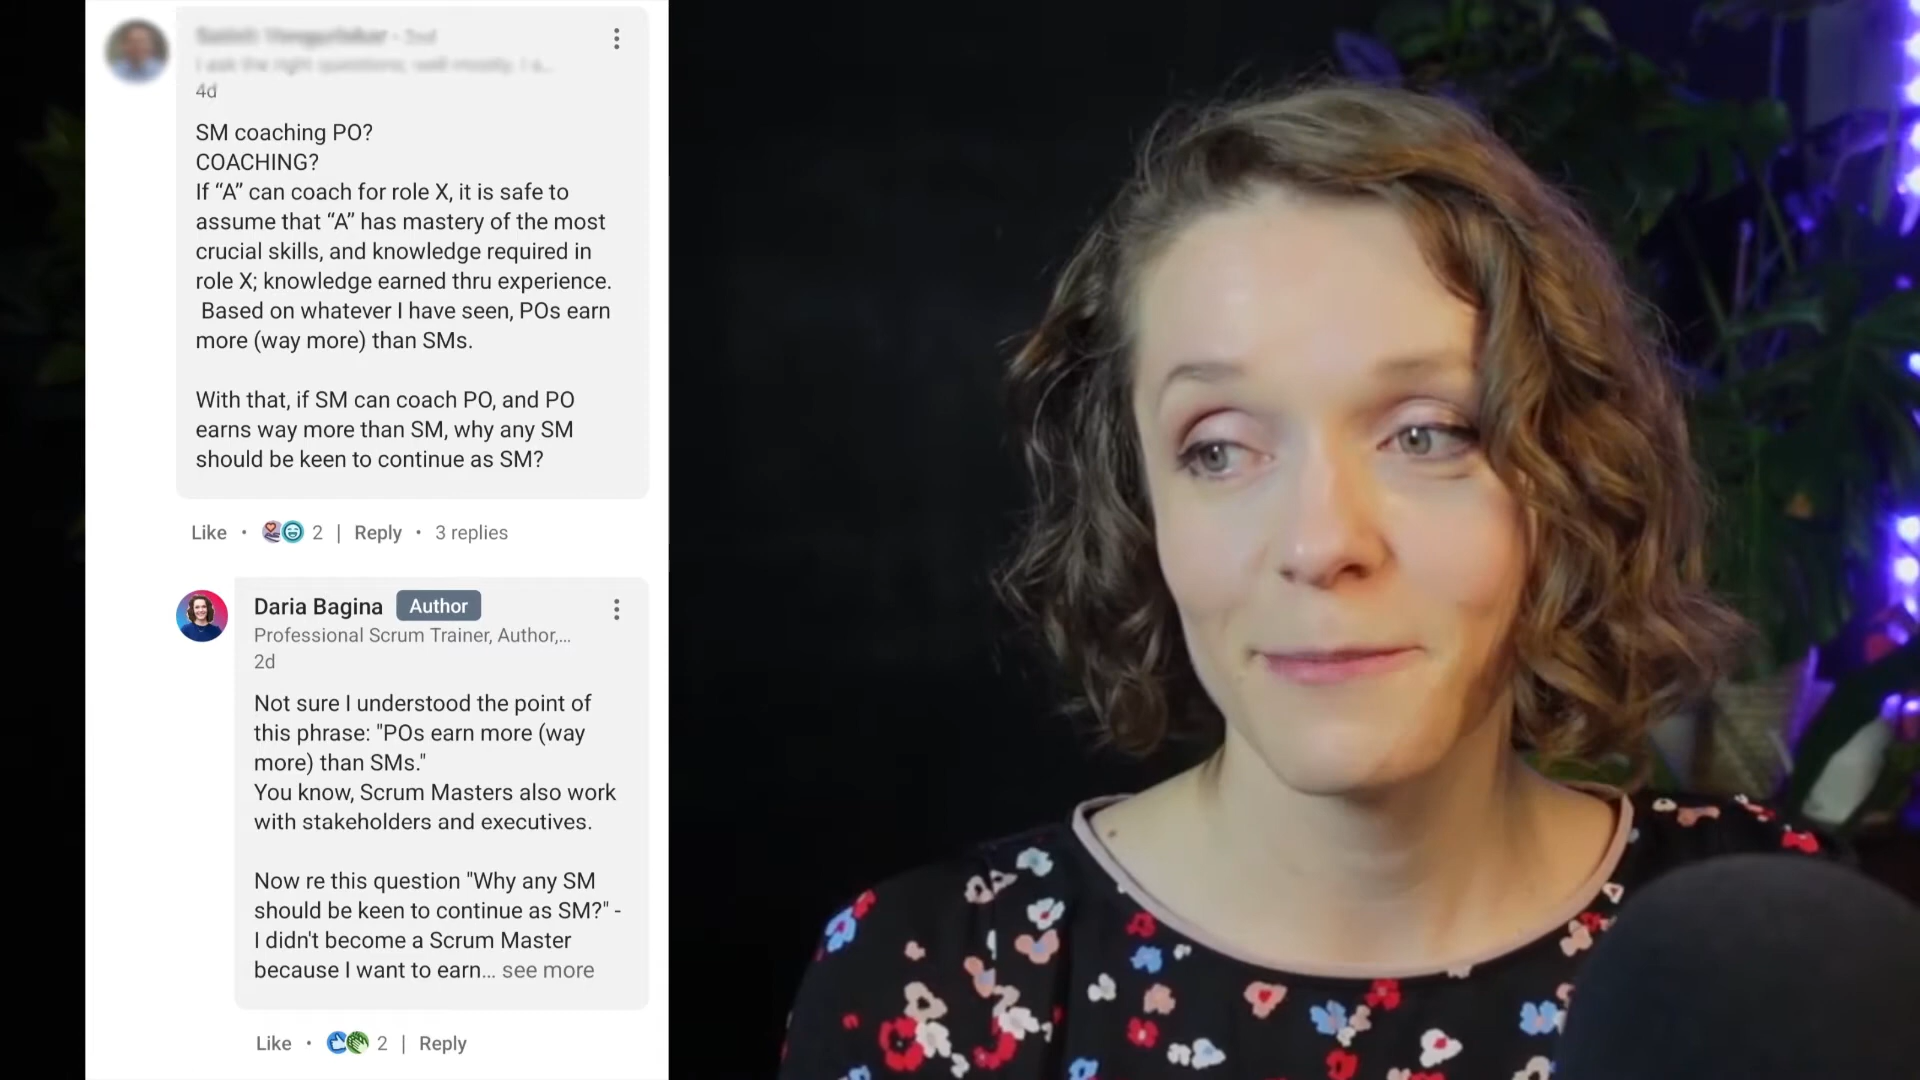 4d
SM coaching PO?
COACHING?
If “A” can coach for role X, it is safe to
assume that “A” has mastery of the most
crucial skills, and knowledge required in
role X; knowledge earned thru experience.
Based on whatever I have seen, POs earn
more (way more) than SMs.
With that, if SM can coach PO, and PO
earns way more than SM, why any SM
should be keen to continue as SM?
Like • 2 | Reply • 3 replies
Daria Bagina Author
Professional Scrum Trainer, Author,...
2d
Not sure I understood the point of
this phrase: "POs earn more (way
more) than SMs."
You know, Scrum Masters also work
with stakeholders and executives.
Now re this question "Why any SM
should be keen to continue as SM?" -
I didn't become a Scrum Master
because I want to earn... see more
Like • 2 | Reply